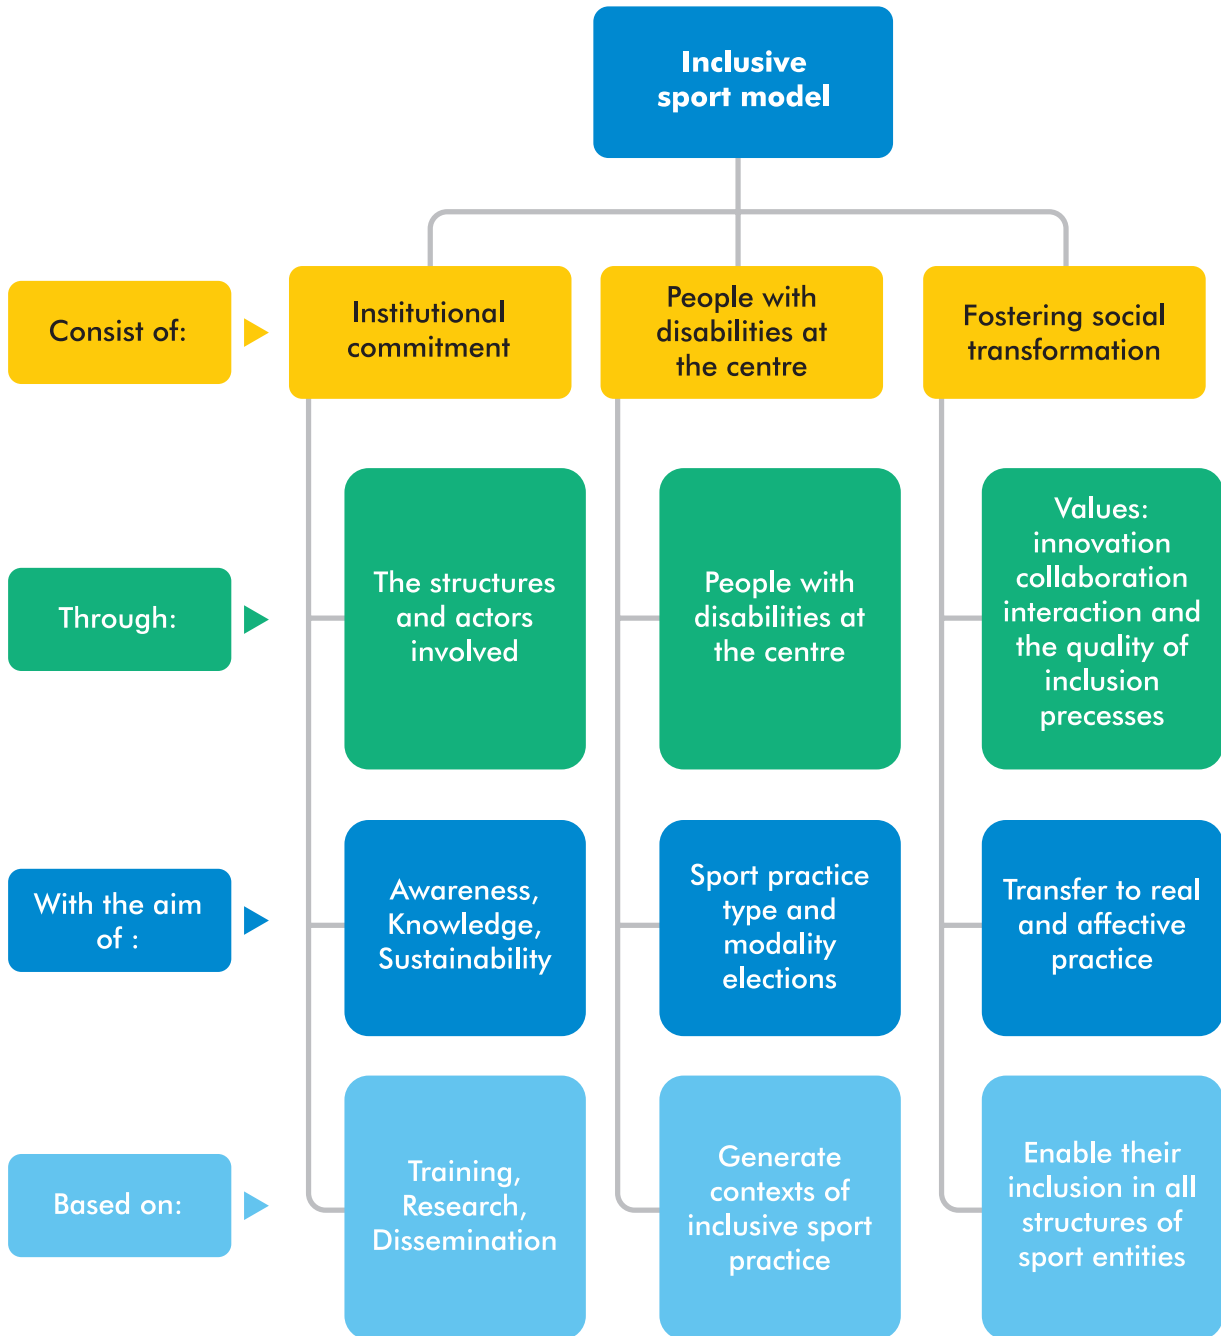 Inclusive
sport model
Consist of:
Institutional
commitment
People with
disabilities at
the centre
Fostering social
transformation
Through:
The structures
and actors
involved
People with
disabilities at
the centre
Values:
innovation
collaboration
interaction and
the quality of
inclusion
precesses
With the aim
of :
Awareness,
Knowledge,
Sustainability
Sport practice
type and
modality
elections
Transfer to real
and affective
practice
Based on:
Training,
Research,
Dissemination
Generate
contexts of
inclusive sport
practice
Enable their
inclusion in all
structures of
sport entities